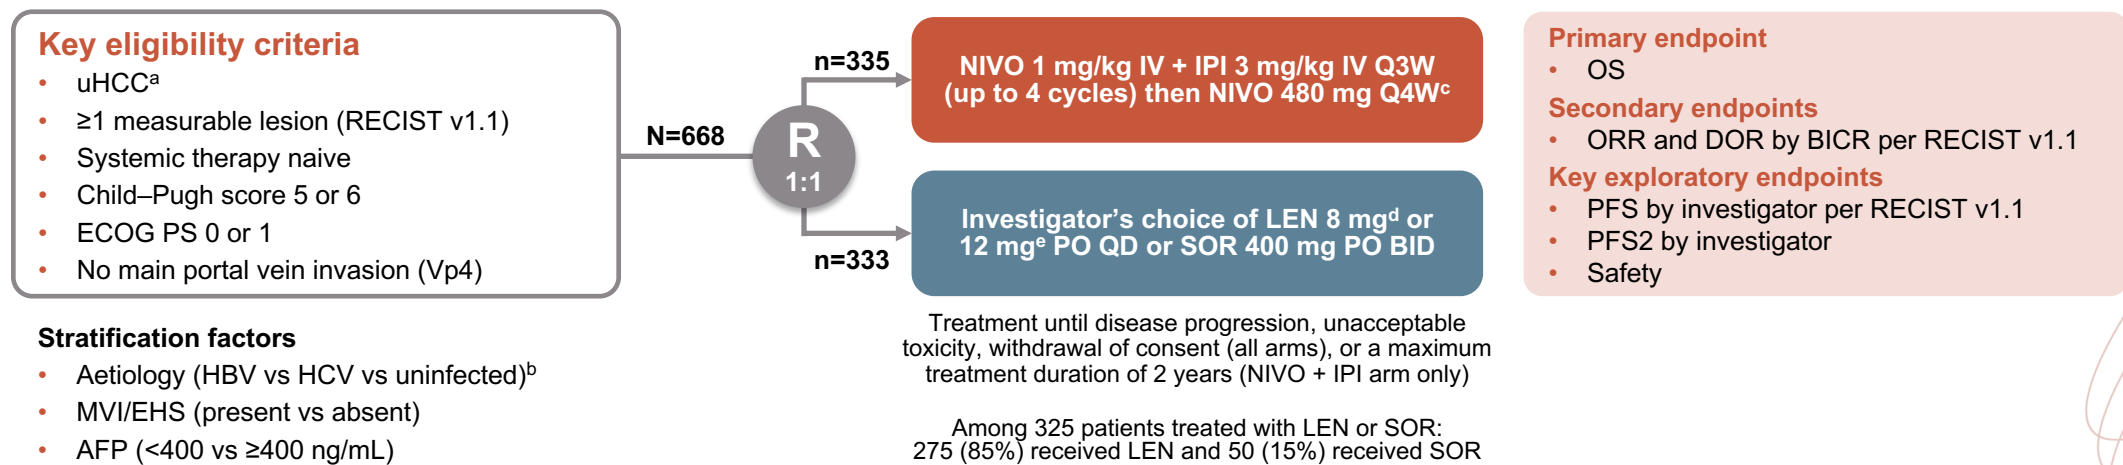 Key eligibility criteria
• uHCCa
• ≥1 measurable lesion (RECIST v1.1)
• Systemic therapy naive
• Child–Pugh score 5 or 6
• ECOG PS 0 or 1
• No main portal vein invasion (Vp4)
Stratification factors
• Aetiology (HBV vs HCV vs uninfected)b
• MVI/EHS (present vs absent)
• AFP (<400 vs ≥400 ng/mL)
N=668
R
1:1
n=335
n=333
NIVO 1 mg/kg IV + IPI 3 mg/kg IV Q3W
(up to 4 cycles) then NIVO 480 mg Q4Wc
Investigator’s choice of LEN 8 mgd or
12 mge PO QD or SOR 400 mg PO BID
Treatment until disease progression, unacceptable
toxicity, withdrawal of consent (all arms), or a maximum
treatment duration of 2 years (NIVO + IPI arm only)
Among 325 patients treated with LEN or SOR:
275 (85%) received LEN and 50 (15%) received SOR
Primary endpoint
• OS
Secondary endpoints
• ORR and DOR by BICR per RECIST v1.1
Key exploratory endpoints
• PFS by investigator per RECIST v1.1
• PFS2 by investigator
• Safety